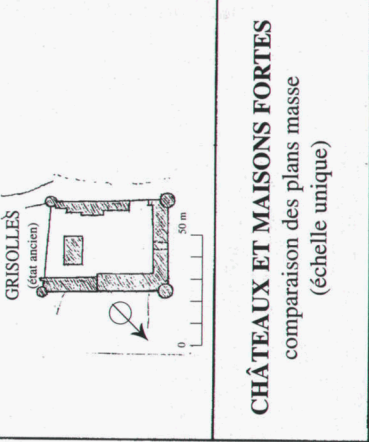 GRISOLLES
(état ancien)
0 50 m
CHÂTEAUX ET MAISONS FORTES
comparaison des plans masse
(échelle unique)